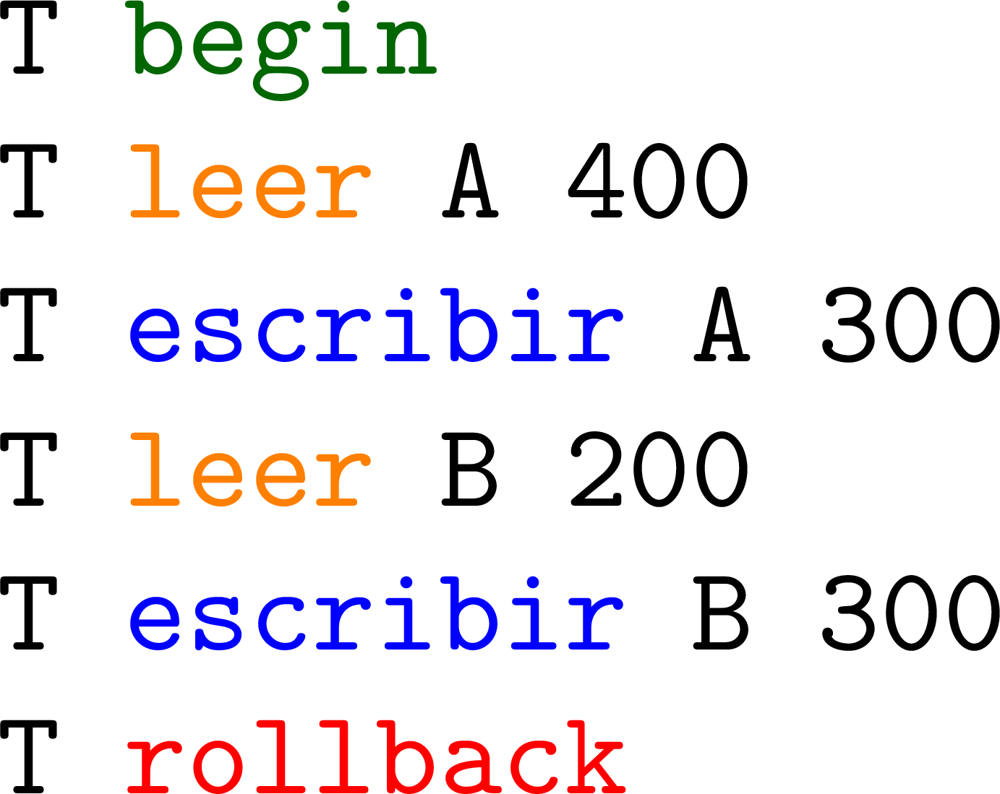 T begin
T leer A 400
T escribir A 300
T leer B 200
T escribir B 300
T rollback